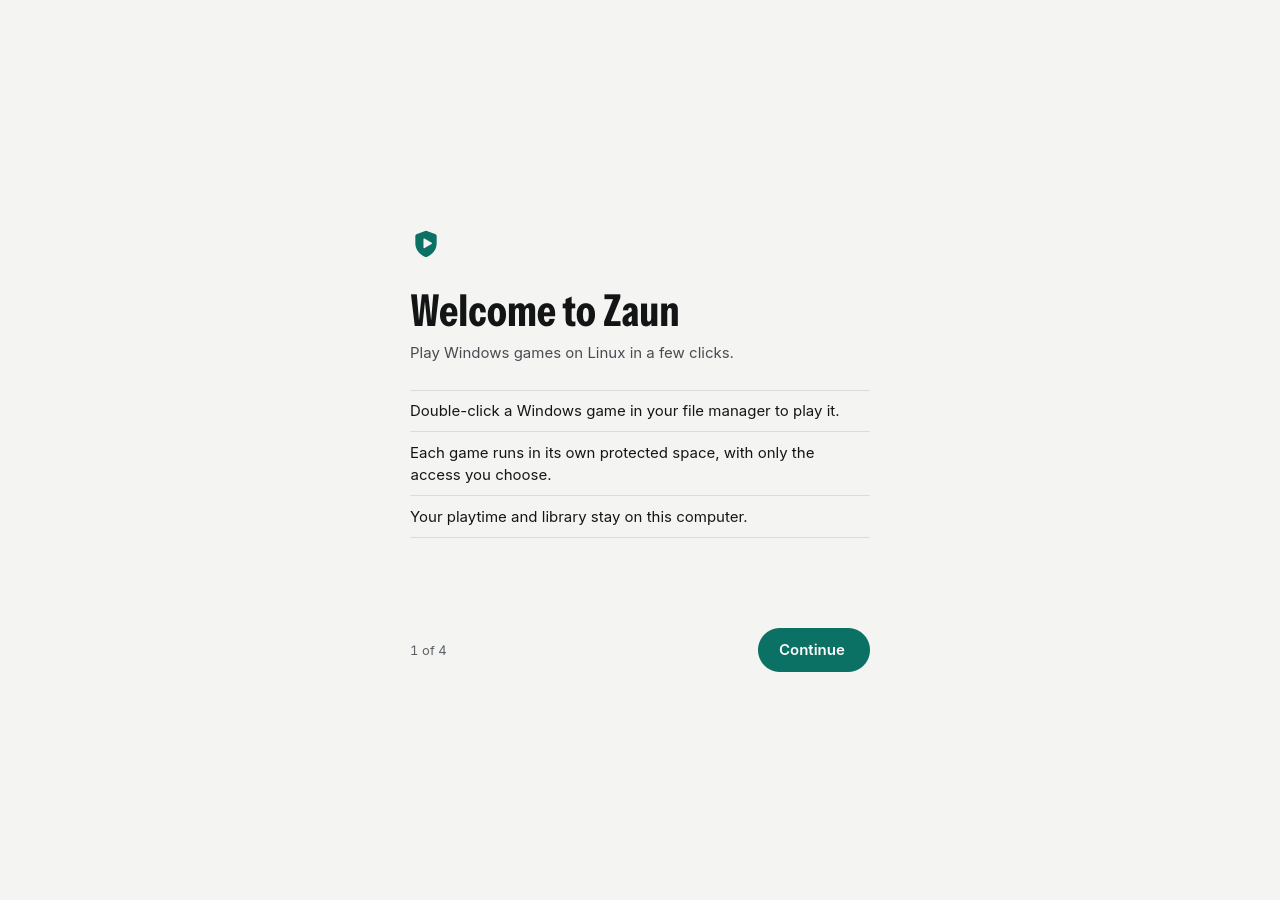 Welcome to Zaun
Play Windows games on Linux in a few clicks.
Double-click a Windows game in your file manager to play it.
Each game runs in its own protected space, with only the
access you choose.
Your playtime and library stay on this computer.
1 of 4
Continue